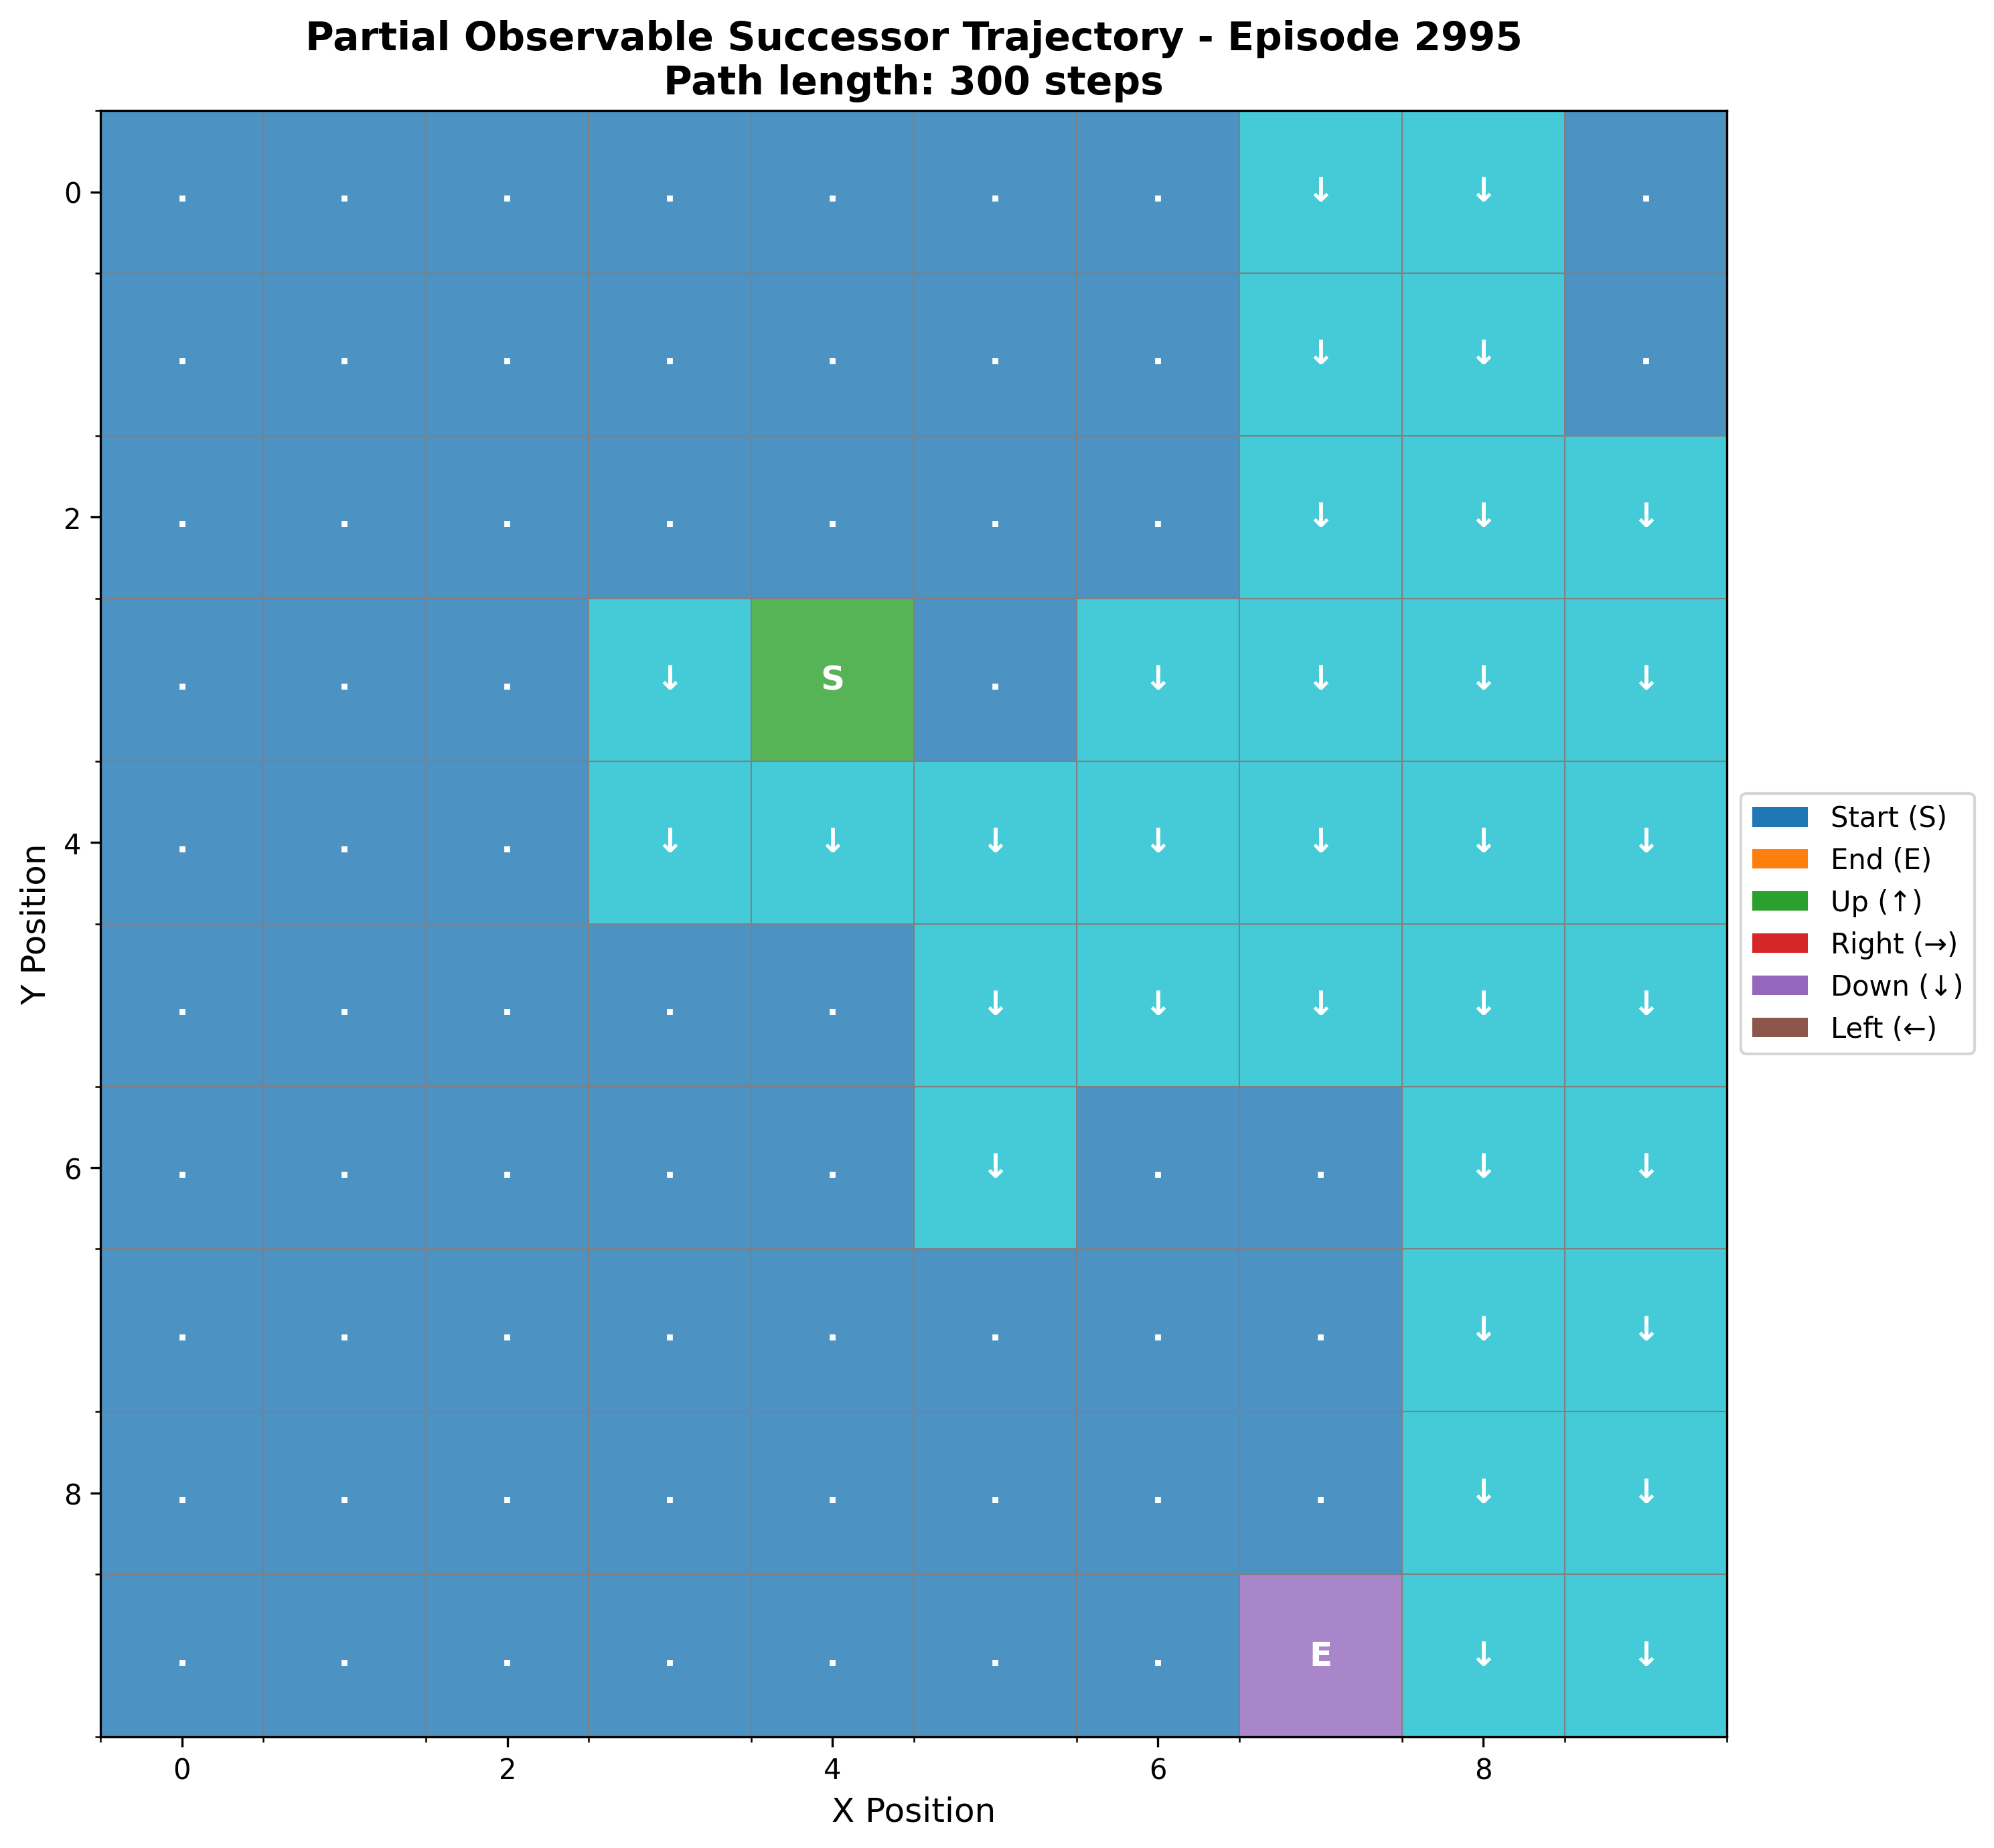 Partial Observable Successor Trajectory - Episode 2995
Path length: 300 steps
0 . . . . . . . ↓ ↓ .
. . . . . . . ↓ ↓ .
2 . . . . . . . ↓ ↓ ↓
. . . ↓ S . ↓ ↓ ↓ ↓
4 . . . ↓ ↓ ↓ ↓ ↓ ↓ ↓
. . . . . ↓ ↓ ↓ ↓ ↓
6 . . . . . ↓ . . ↓ ↓
. . . . . . . . ↓ ↓
8 . . . . . . . . ↓ ↓
. . . . . . . E ↓ ↓
0 2 4 6 8
X Position
Y Position
Start (S)
End (E)
Up (↑)
Right (→)
Down (↓)
Left (←)